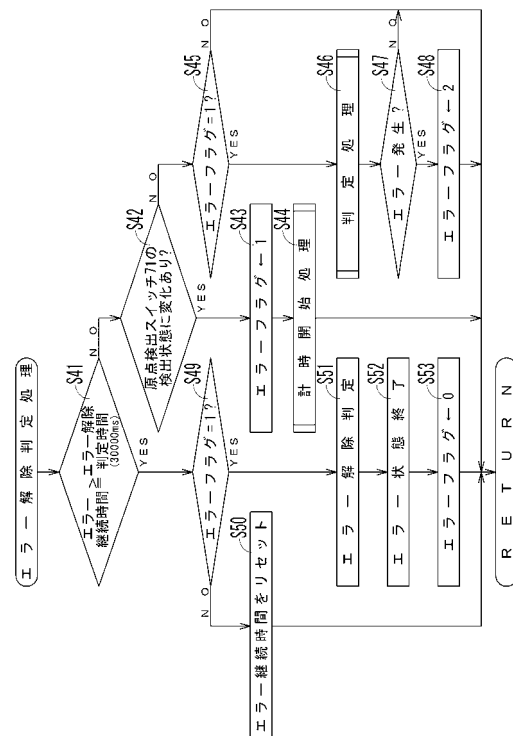 エラー解除判定処理
S41
エラー ≧ エラー解除
継続時間　判定時間
(30000ms)
NO
YES
S42
原点検出スイッチ71の
検出状態に変化あり?
NO
YES
S45
エラーフラグ=1?
NO
YES
S49
エラーフラグ=1?
NO
YES
S43
エラーフラグ←1
S44
計時開始処理
S46
判定処理
S47
エラー発生?
NO
YES
S48
エラーフラグ←2
S50
エラー継続時間をリセット
S51
エラー解除判定
S52
エラー状態終了
S53
エラーフラグ←0
RETURN